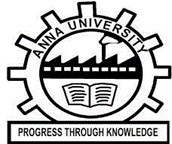 ANNA UNIVERSITY
PROGRESS THROUGH KNOWLEDGE